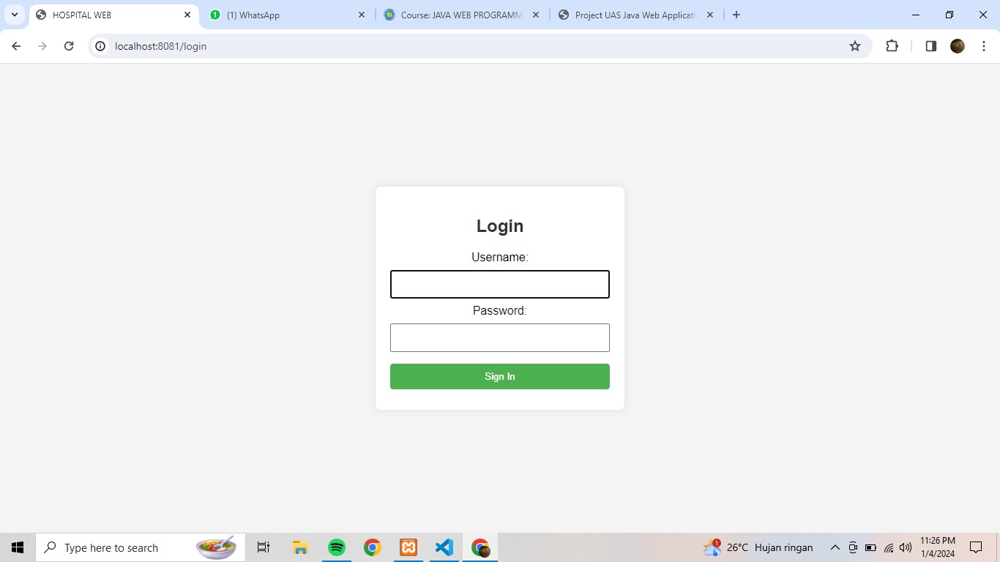 HOSPITAL WEB
(1) WhatsApp
Course: JAVA WEB PROGRAMM
Project UAS Java Web Applicati
localhost:8081/login
Login
Username:
Password:
Sign In
Type here to search
26°C Hujan ringan
11:26 PM
1/4/2024